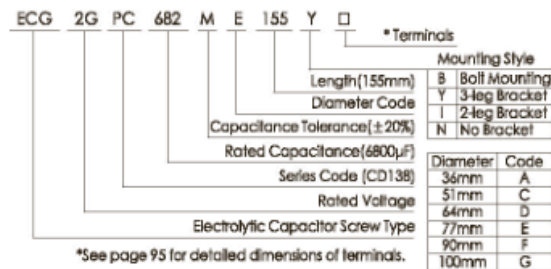 ECG 2G PC 682 M E 155 Y □
* Terminals
Mounting Style
B Bolt Mounting
Y 3-leg Bracket
I 2-leg Bracket
N No Bracket
Length(155mm)
Diameter Code
Capacitance Tolerance(±20%)
Rated Capacitance(6800μF)
Series Code (CD138)
Rated Voltage
Electrolytic Capacitor Screw Type
Diameter Code
36mm A
51mm C
64mm D
77mm E
90mm F
100mm G
*See page 95 for detailed dimensions of terminals.